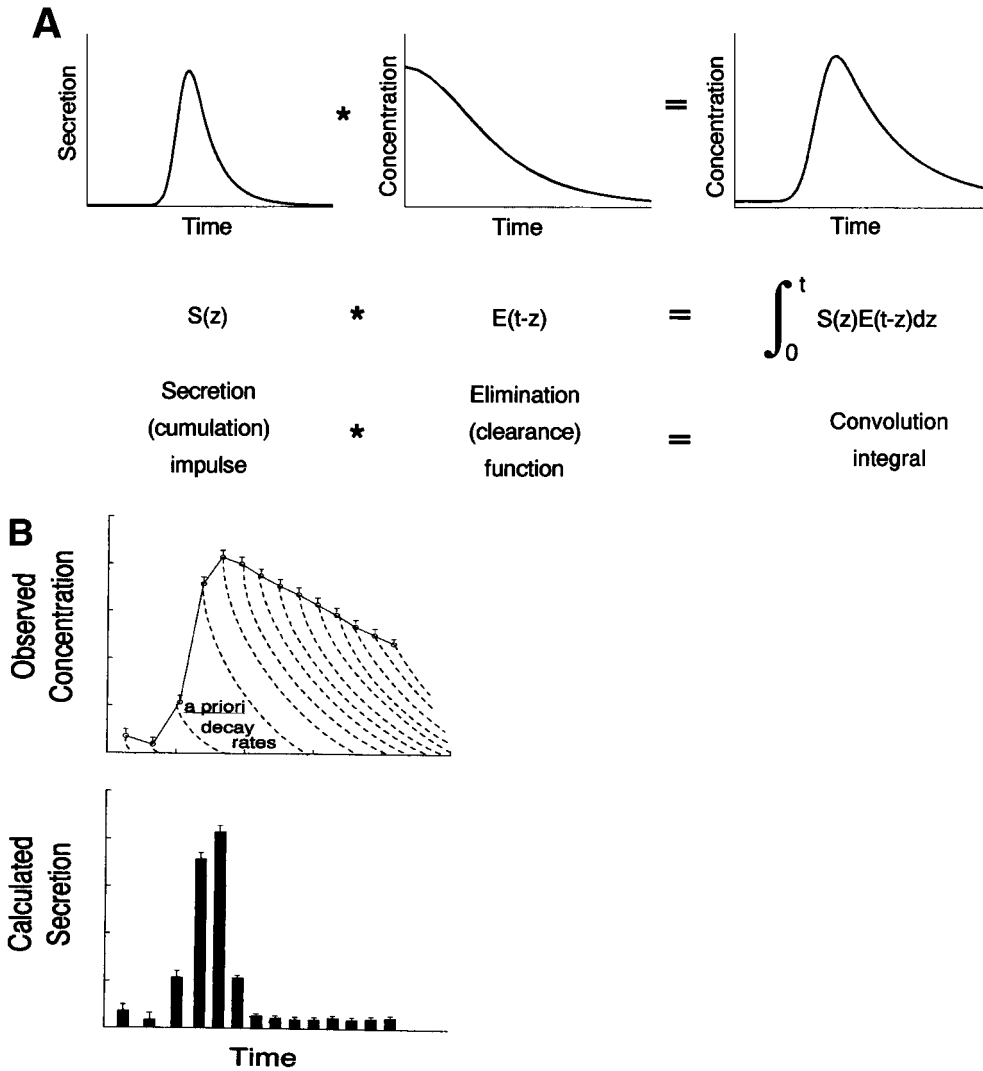 A
Secretion
Time
*
Concentration
Time
=
Concentration
Time
S(z) * E(t-z) = ∫₀ᵗ S(z)E(t-z)dz
Secretion
(cumulation)
impulse
*
Elimination
(clearance)
function
=
Convolution
integral
B
Observed
Concentration
a priori
decay
rates
Calculated
Secretion
Time